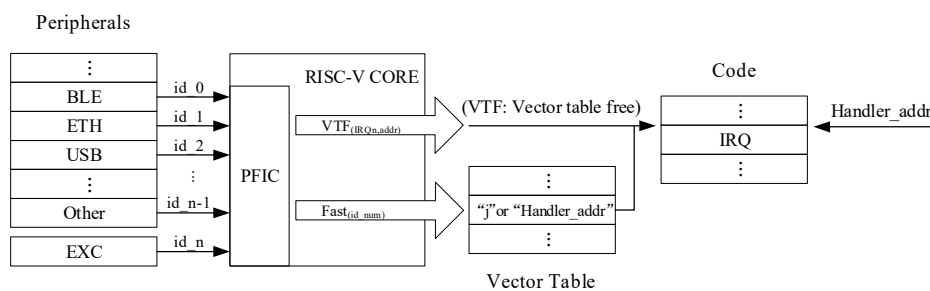 Peripherals
⋮
BLE
ETH
USB
⋮
Other
EXC
id_0
id_1
id_2
⋮
id_n-1
id_n
RISC-V CORE
PFIC
VTF(IRQn,addr)
Fast(id_num)
(VTF: Vector table free)
⋮
“j”or “Handler_addr”
⋮
Vector Table
Code
⋮
IRQ
⋮
Handler_addr